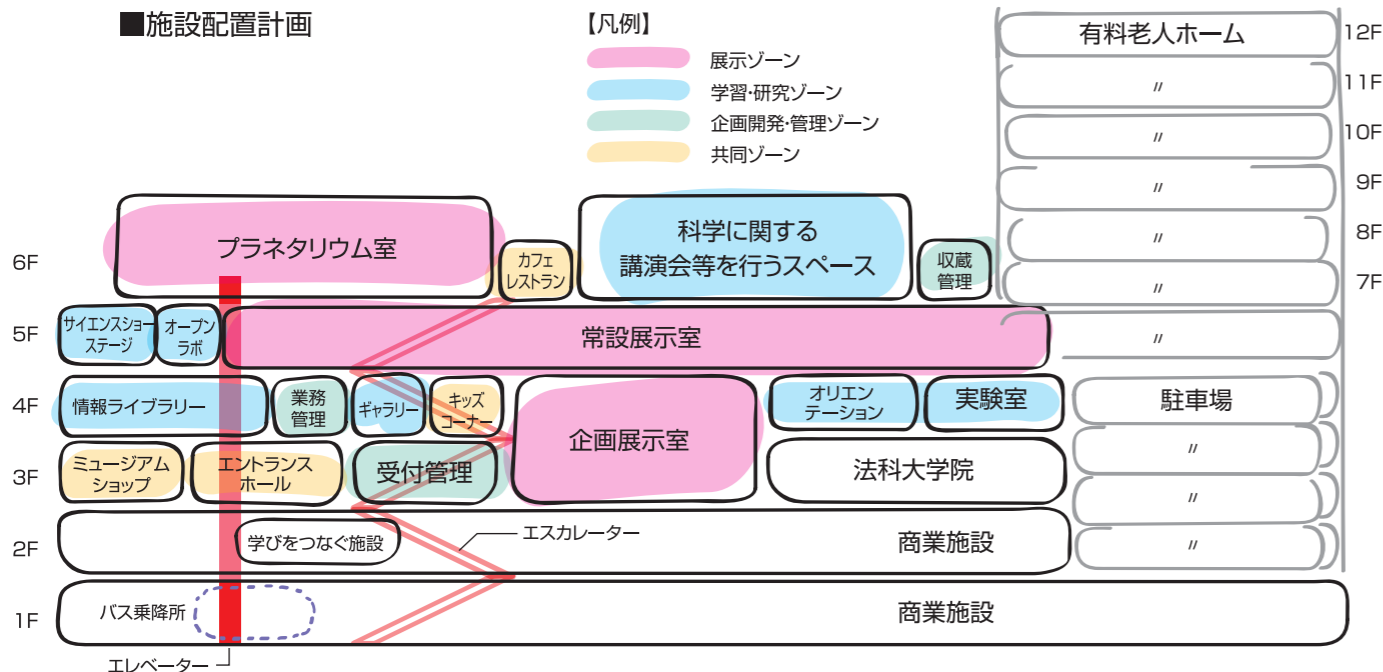 ■施設配置計画
【凡例】
展示ゾーン
学習・研究ゾーン
企画開発・管理ゾーン
共同ゾーン
有料老人ホーム
12F
〃
11F
〃
10F
〃
9F
〃
8F
〃
7F
6F
プラネタリウム室
カフェ
レストラン
科学に関する
講演会等を行うスペース
収蔵
管理
5F
サイエンスショー
ステージ
オープン
ラボ
常設展示室
〃
4F
情報ライブラリー
業務
管理
ギャラリー
キッズ
コーナー
企画展示室
オリエン
テーション
実験室
駐車場
〃
3F
ミュージアム
ショップ
エントランス
ホール
受付管理
法科大学院
〃
2F
学びをつなぐ施設
エスカレーター
商業施設
〃
1F
バス乗降所
商業施設
エレベーター